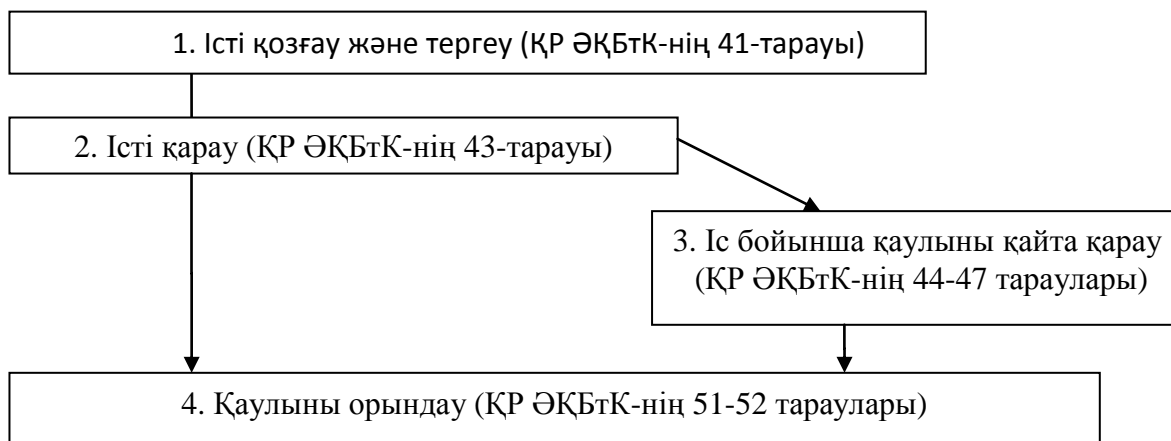 1. Істі қозғау және тергеу (ҚР ӘҚБтК-нің 41-тарауы)
2. Істі қарау (ҚР ӘҚБтК-нің 43-тарауы)
3. Іс бойынша қаулыны қайта қарау
(ҚР ӘҚБтК-нің 44-47 тараулары)
4. Қаулыны орындау (ҚР ӘҚБтК-нің 51-52 тараулары)